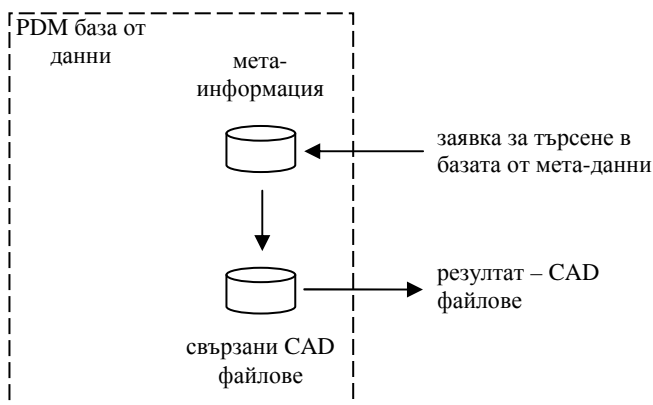 PDM база от
данни
мета-
информация
заявка за търсене в
базата от мета-данни
резултат – CAD
файлове
свързани CAD
файлове